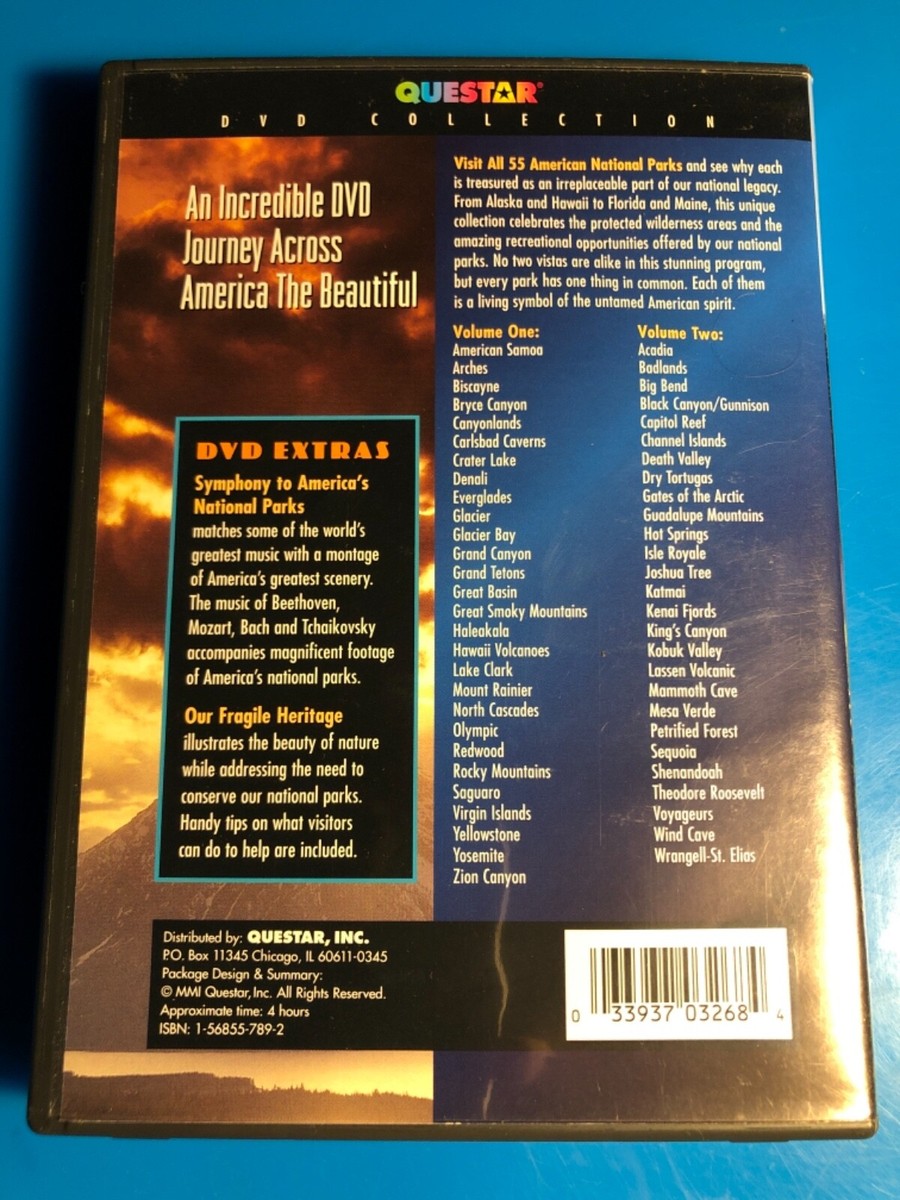 QUESTAR®
DVD COLLECTION
An Incredible DVD
Journey Across
America The Beautiful
DVD EXTRAS
Symphony to America's
National Parks
matches some of the world's
greatest music with a montage
of America's greatest scenery.
The music of Beethoven,
Mozart, Bach and Tchaikovsky
accompanies magnificent footage
of America's national parks.
Our Fragile Heritage
illustrates the beauty of nature
while addressing the need to
conserve our national parks.
Handy tips on what visitors
can do to help are included.
Visit All 55 American National Parks and see why each
is treasured as an irreplaceable part of our national legacy.
From Alaska and Hawaii to Florida and Maine, this unique
collection celebrates the protected wilderness areas and the
amazing recreational opportunities offered by our national
parks. No two vistas are alike in this stunning program,
but every park has one thing in common. Each of them
is a living symbol of the untamed American spirit.
Volume One:
American Samoa
Arches
Biscayne
Bryce Canyon
Canyonlands
Carlsbad Caverns
Crater Lake
Denali
Everglades
Glacier
Glacier Bay
Grand Canyon
Grand Tetons
Great Basin
Great Smoky Mountains
Haleakala
Hawaii Volcanoes
Lake Clark
Mount Rainier
North Cascades
Olympic
Redwood
Rocky Mountains
Saguaro
Virgin Islands
Yellowstone
Yosemite
Zion Canyon
Volume Two:
Acadia
Badlands
Big Bend
Black Canyon/Gunnison
Capitol Reef
Channel Islands
Death Valley
Dry Tortugas
Gates of the Arctic
Guadalupe Mountains
Hot Springs
Isle Royale
Joshua Tree
Katmai
Kenai Fjords
King's Canyon
Kobuk Valley
Lassen Volcanic
Mammoth Cave
Mesa Verde
Petrified Forest
Sequoia
Shenandoah
Theodore Roosevelt
Voyageurs
Wind Cave
Wrangell-St. Elias
Distributed by: QUESTAR, INC.
P.O. Box 11345 Chicago, IL 60611-0345
Package Design & Summary:
© MMI Questar, Inc. All Rights Reserved.
Approximate time: 4 hours
ISBN: 1-56855-789-2
0 33937 03268 4